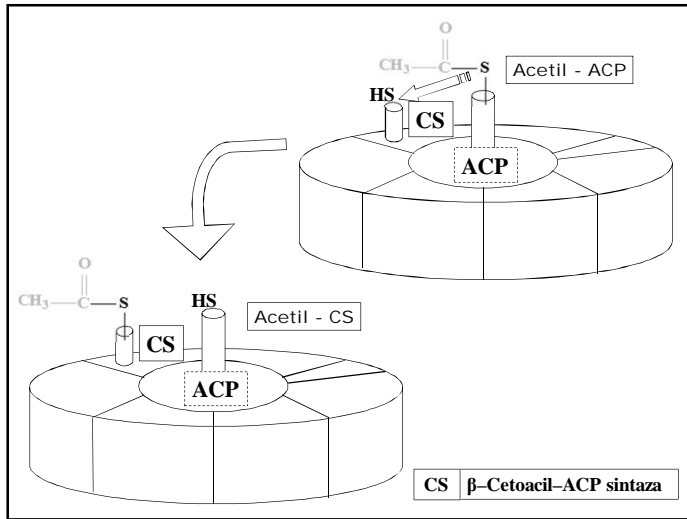 O
CH3 C S
Acetil - ACP
HS
CS
ACP
O
CH3 C S
HS
Acetil - CS
CS
ACP
CS β–Cetoacil–ACP sintaza